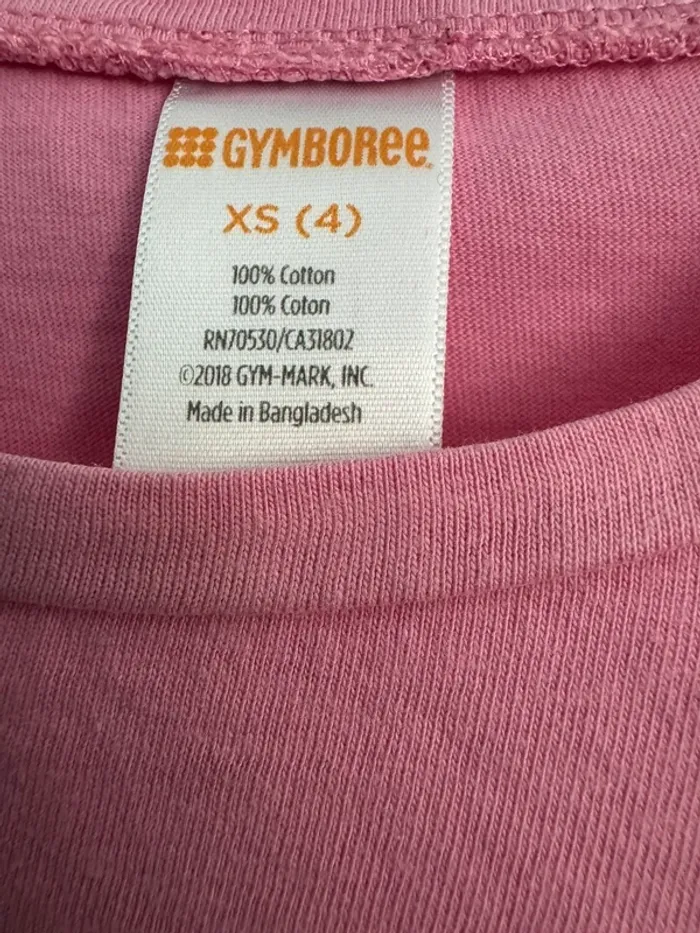 GYMBOREE
XS (4)
100% Cotton
100% Coton
RN70530/CA31802
©2018 GYM-MARK, INC.
Made in Bangladesh